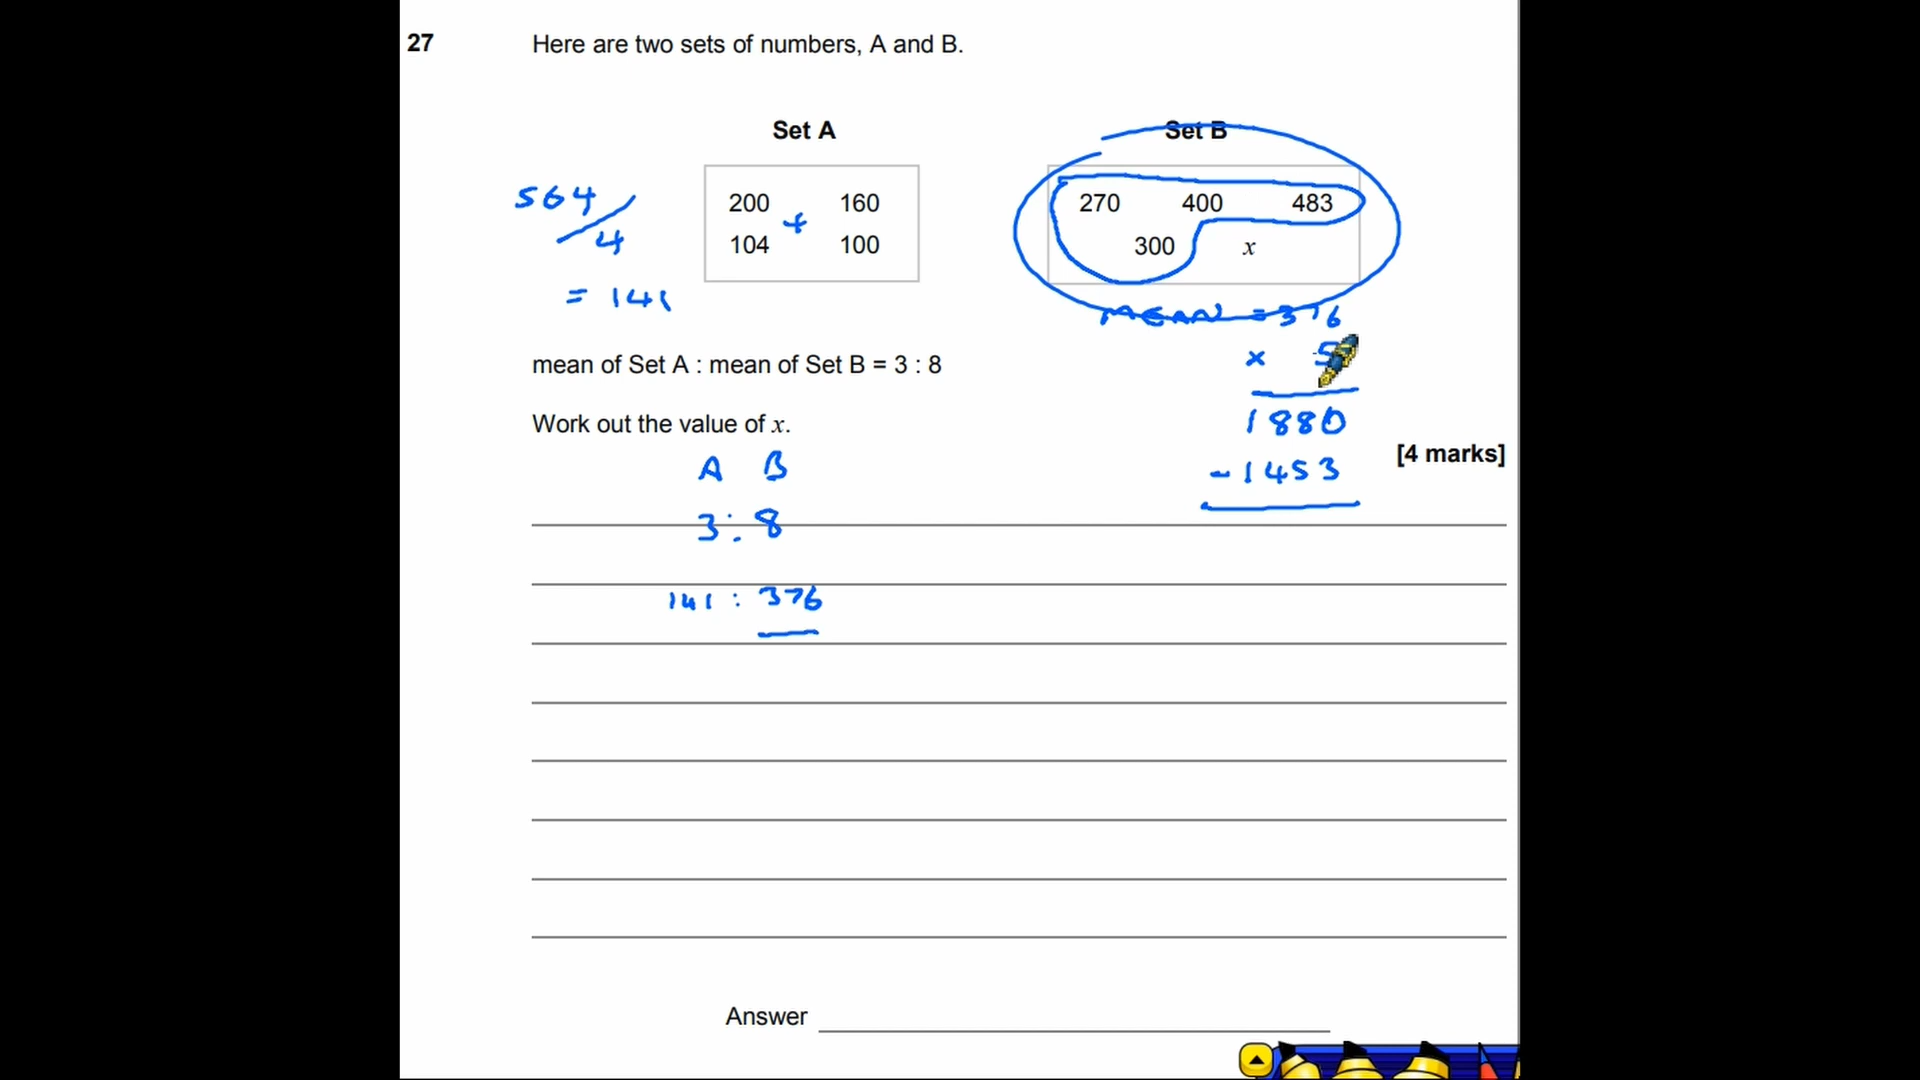 27 Here are two sets of numbers, A and B.
Set A Set B
564/4
= 141
200 + 160
104 100
270 400 483
300 x
MEAN = 376
x 5
1880
-1453
mean of Set A : mean of Set B = 3 : 8
Work out the value of x.
[4 marks]
A B
3 : 8
141 : 376
Answer